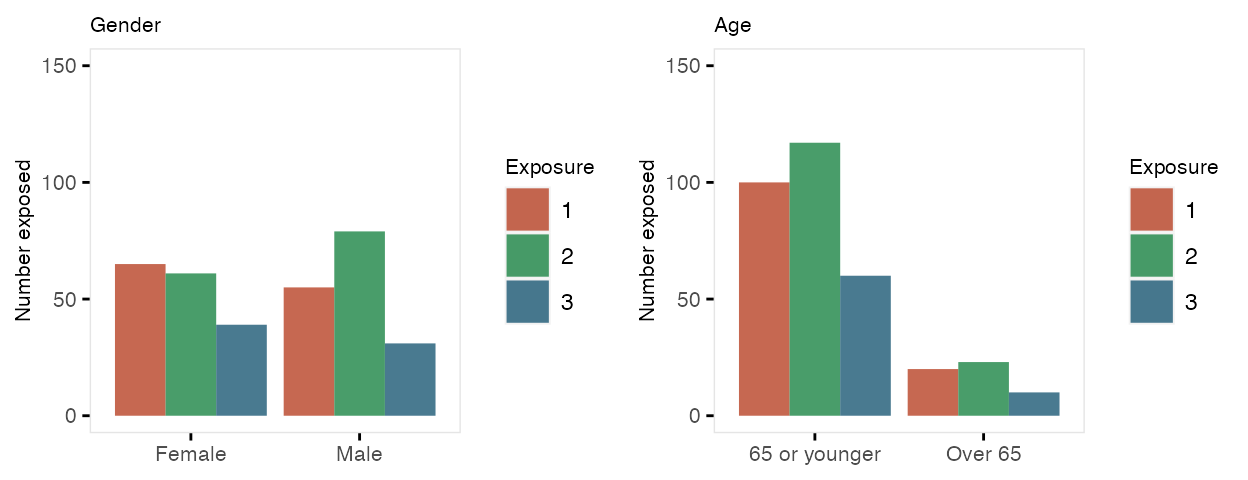 Gender
150
100
50
0
Number exposed
Female Male
Exposure
1
2
3
Age
150
100
50
0
Number exposed
65 or younger Over 65
Exposure
1
2
3